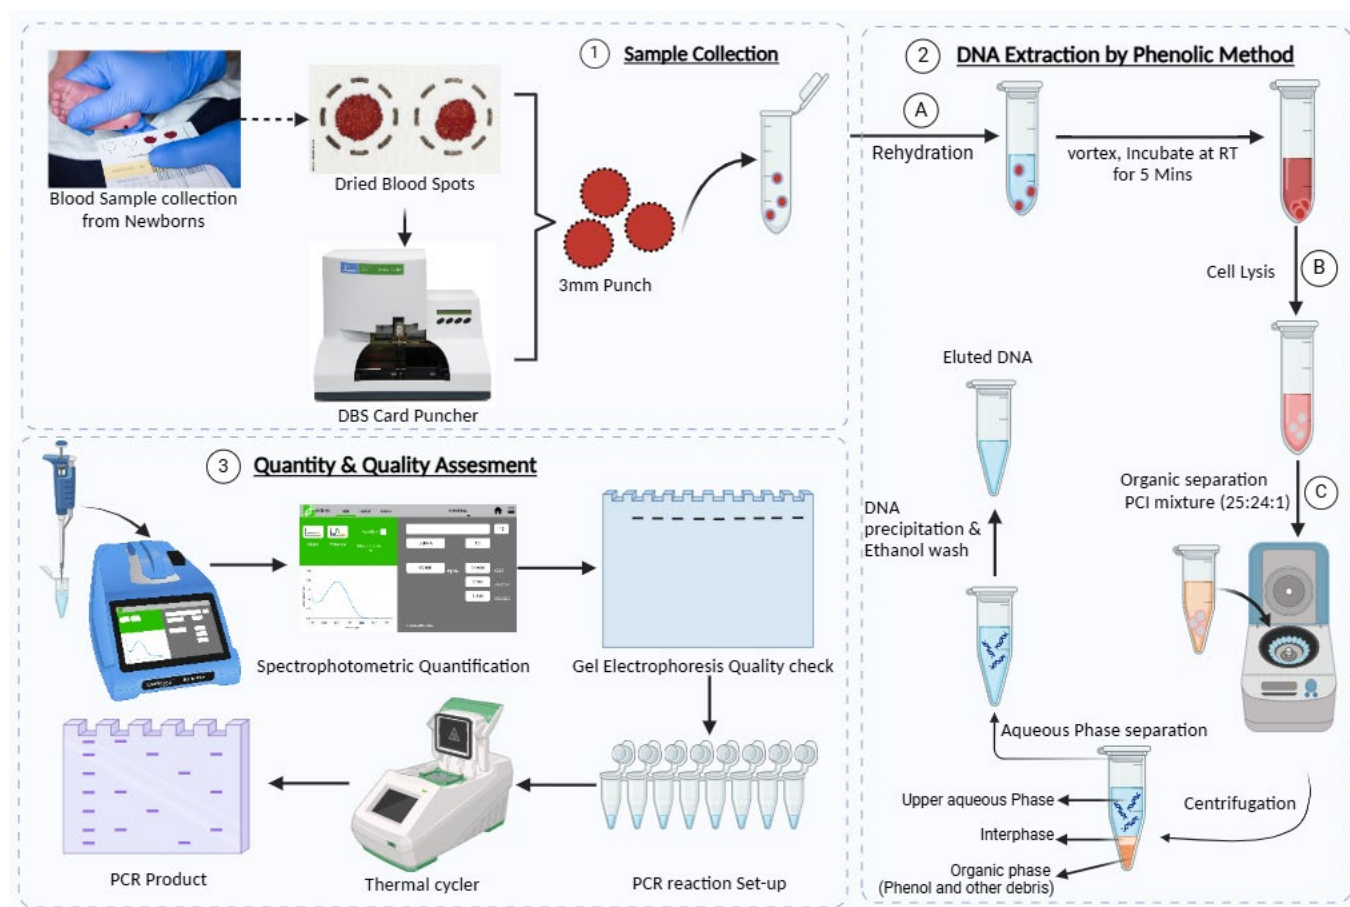 1 Sample Collection
Blood Sample collection
from Newborns
Dried Blood Spots
3mm Punch
DBS Card Puncher
2 DNA Extraction by Phenolic Method
A
Rehydration
vortex, Incubate at RT
for 5 Mins
Cell Lysis
B
Organic separation
PCI mixture (25:24:1)
C
Centrifugation
Upper aqueous Phase
Interphase
Organic phase
(Phenol and other debris)
Aqueous Phase separation
DNA
precipitation &
Ethanol wash
Eluted DNA
3 Quantity & Quality Assesment
Spectrophotometric Quantification
Gel Electrophoresis Quality check
PCR reaction Set-up
Thermal cycler
PCR Product